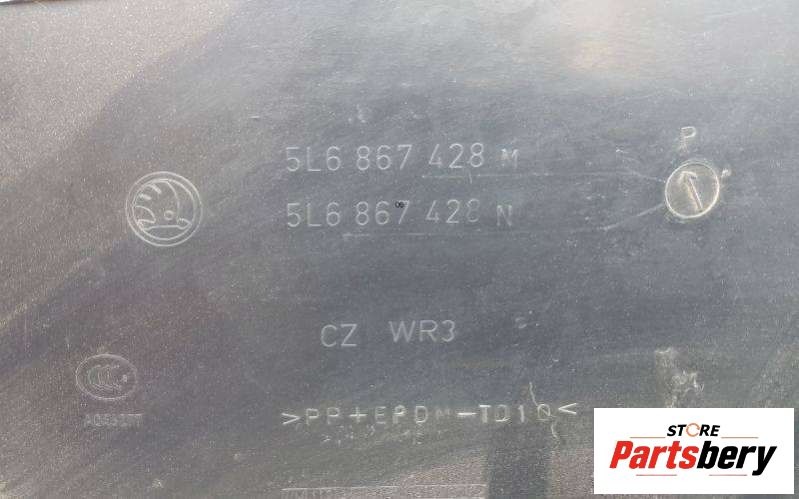 P
5L6 867 428 M
5L6 867 428 N
CZ WR3
>PP+EPDM-TD10<
STORE
Partsbery